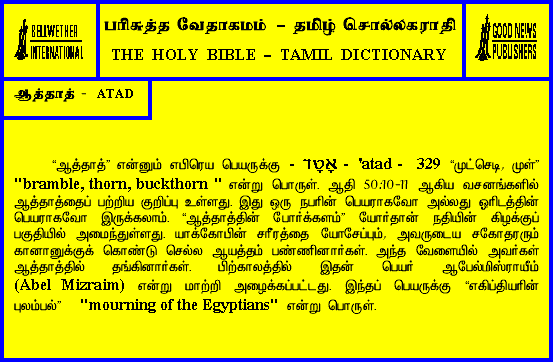 BELLWETHER
INTERNATIONAL
பரிசுத்த வேதாகமம் – தமிழ் சொல்லகராதி
THE HOLY BIBLE – TAMIL DICTIONARY
GOOD NEWS
PUBLISHERS
ஆத்தாத் - ATAD
“ஆத்தாத்” என்னும் எபிரெய பெயருக்கு - אָטָד - 'atad - 329 “முட்செடி, முள்”
"bramble, thorn, buckthorn " என்று பொருள். ஆதி 50:10-11 ஆகிய வசனங்களில்
ஆத்தாத்தைப் பற்றிய குறிப்பு உள்ளது. இது ஒரு நபரின் பெயராகவோ அல்லது ஓரிடத்தின்
பெயராகவோ இருக்கலாம். “ஆத்தாத்தின் போர்க்களம்” யோர்தான் நதியின் கிழக்குப்
பகுதியில் அமைந்துள்ளது. யாக்கோபின் சரீரத்தை யோசேப்பும், அவருடைய சகோதரரும்
கானானுக்குக் கொண்டு செல்ல ஆயத்தம் பண்ணினார்கள். அந்த வேளையில் அவர்கள்
ஆத்தாத்தில் தங்கினார்கள். பிற்காலத்தில் இதன் பெயர் ஆபேல்மிஸ்ராயீம்
(Abel Mizraim) என்று மாற்றி அழைக்கப்பட்டது. இந்தப் பெயருக்கு “எகிப்தியரின்
புலம்பல்” "mourning of the Egyptians" என்று பொருள்.